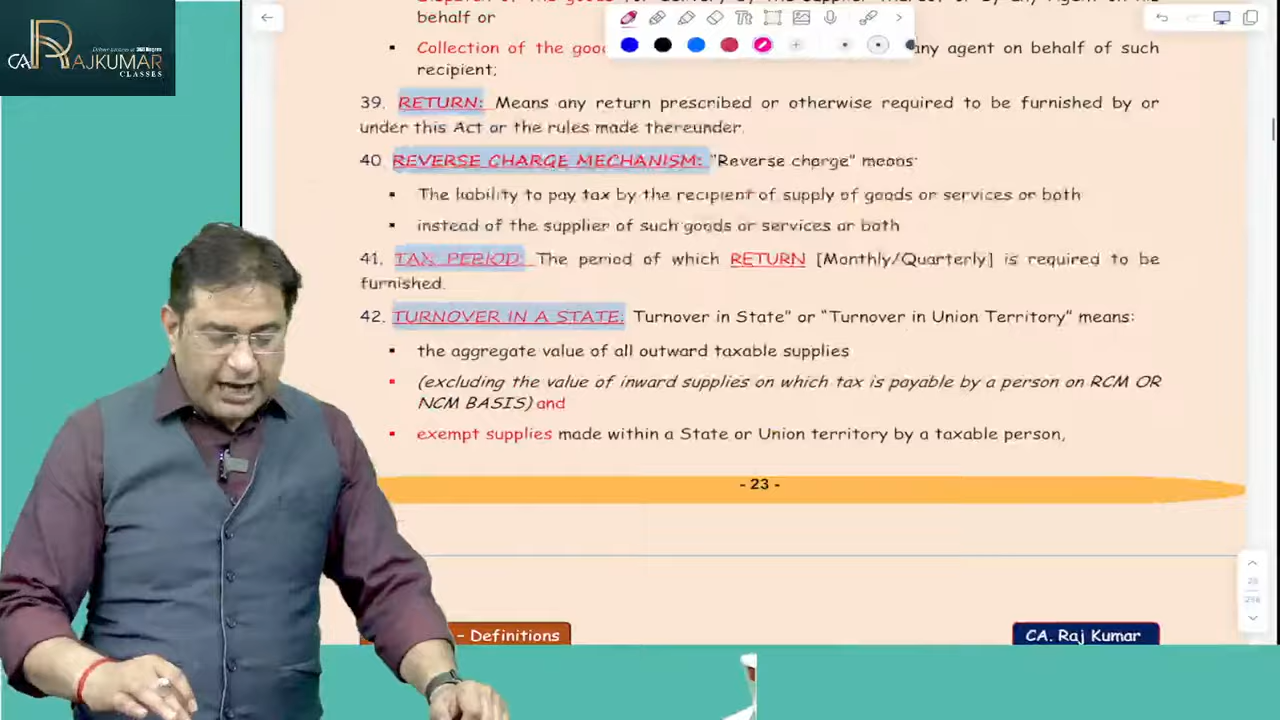 CA RAJKUMAR
CLASSES
behalf or
▪ Collection of the goo any agent on behalf of such
recipient;
39. RETURN: Means any return prescribed or otherwise required to be furnished by or
under this Act or the rules made thereunder.
40. REVERSE CHARGE MECHANISM: "Reverse charge" means:
▪ The liability to pay tax by the recipient of supply of goods or services or both
▪ instead of the supplier of such goods or services or both
41. TAX PERIOD: The period of which RETURN [Monthly/Quarterly] is required to be
furnished.
42. TURNOVER IN A STATE: Turnover in State" or "Turnover in Union Territory" means:
▪ the aggregate value of all outward taxable supplies
▪ (excluding the value of inward supplies on which tax is payable by a person on RCM OR
NCM BASIS) and
▪ exempt supplies made within a State or Union territory by a taxable person,
- 23 -
– Definitions
CA. Raj Kumar